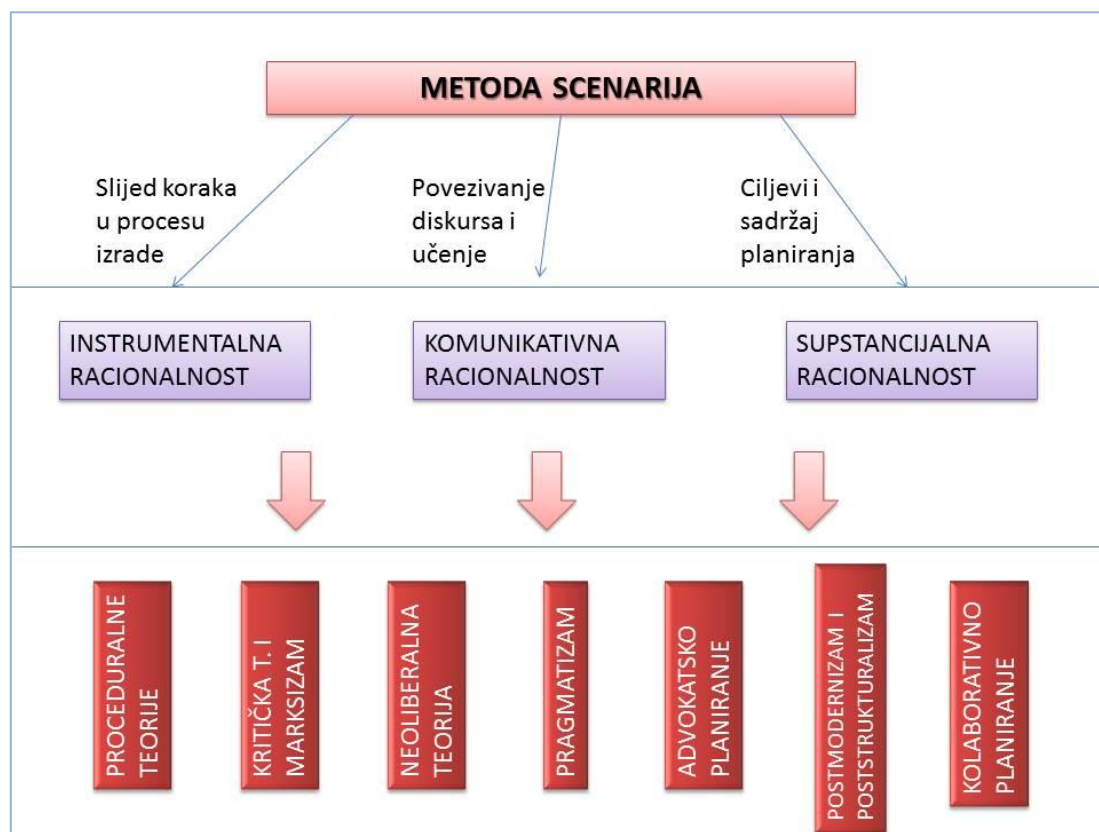 METODA SCENARIJA
Slijed koraka
u procesu
izrade
Povezivanje
diskursa i
učenje
Ciljevi i
sadržaj
planiranja
INSTRUMENTALNA
RACIONALNOST
KOMUNIKATIVNA
RACIONALNOST
SUPSTANCIJALNA
RACIONALNOST
PROCEDURALNE
TEORIJE
KRITIČKA T. I
MARKSIZAM
NEOLIBERALNA
TEORIJA
PRAGMATIZAM
ADVOKATSKO
PLANIRANJE
POSTMODERNIZAM I
POSTSTRUKTURALIZAM
KOLABORATIVNO
PLANIRANJE